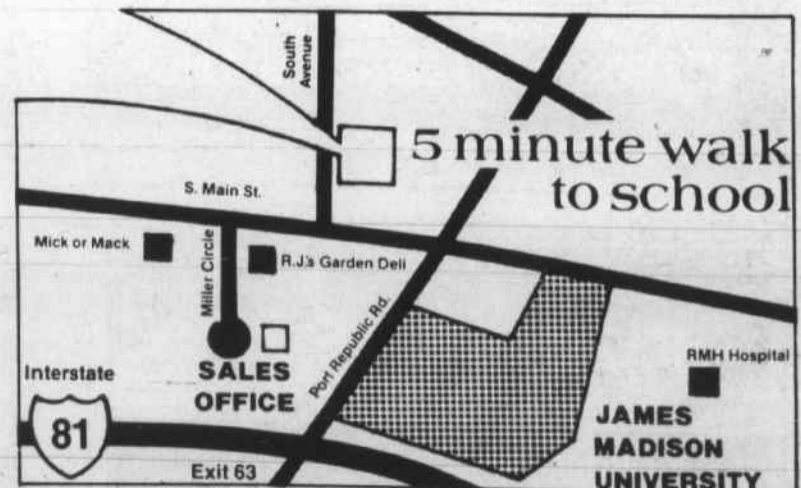 South
Avenue
5 minute walk
to school
S. Main St.
Mick or Mack
Miller Circle
R.J.'s Garden Deli
Port Republic Rd.
RMH Hospital
Interstate
81
SALES
OFFICE
Exit 63
JAMES
MADISON
UNIVERSITY